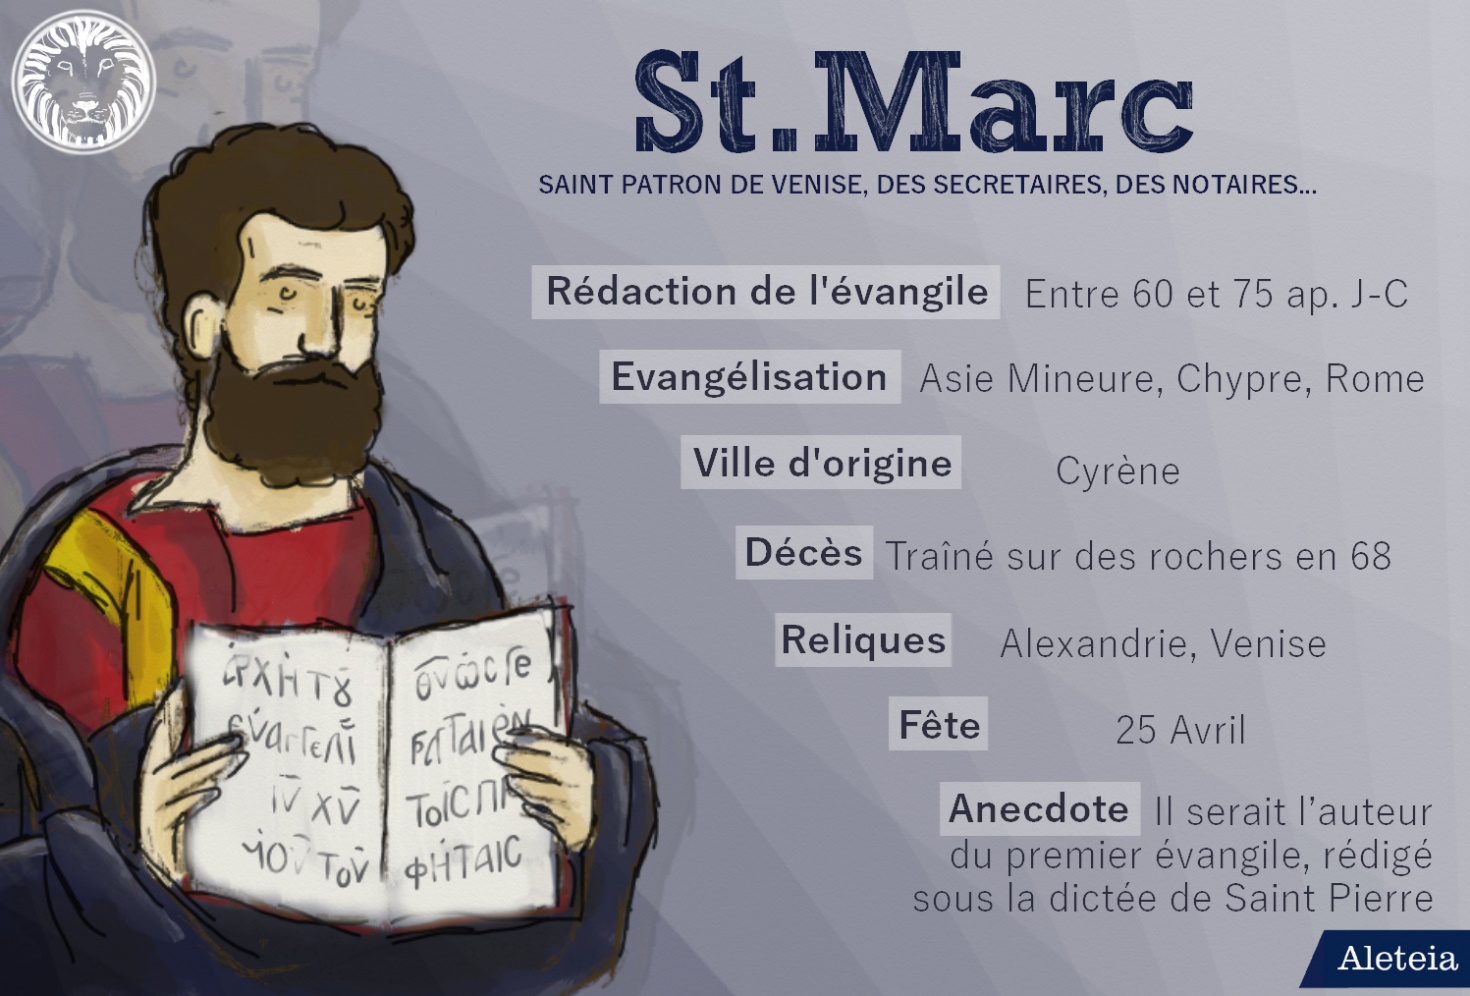 St.Marc
SAINT PATRON DE VENISE, DES SECRETAIRES, DES NOTAIRES...
Rédaction de l'évangile Entre 60 et 75 ap. J-C
Evangélisation Asie Mineure, Chypre, Rome
Ville d'origine Cyrène
Décès Traîné sur des rochers en 68
Reliques Alexandrie, Venise
Fête 25 Avril
Anecdote Il serait l’auteur
du premier évangile, rédigé
sous la dictée de Saint Pierre
Aleteia